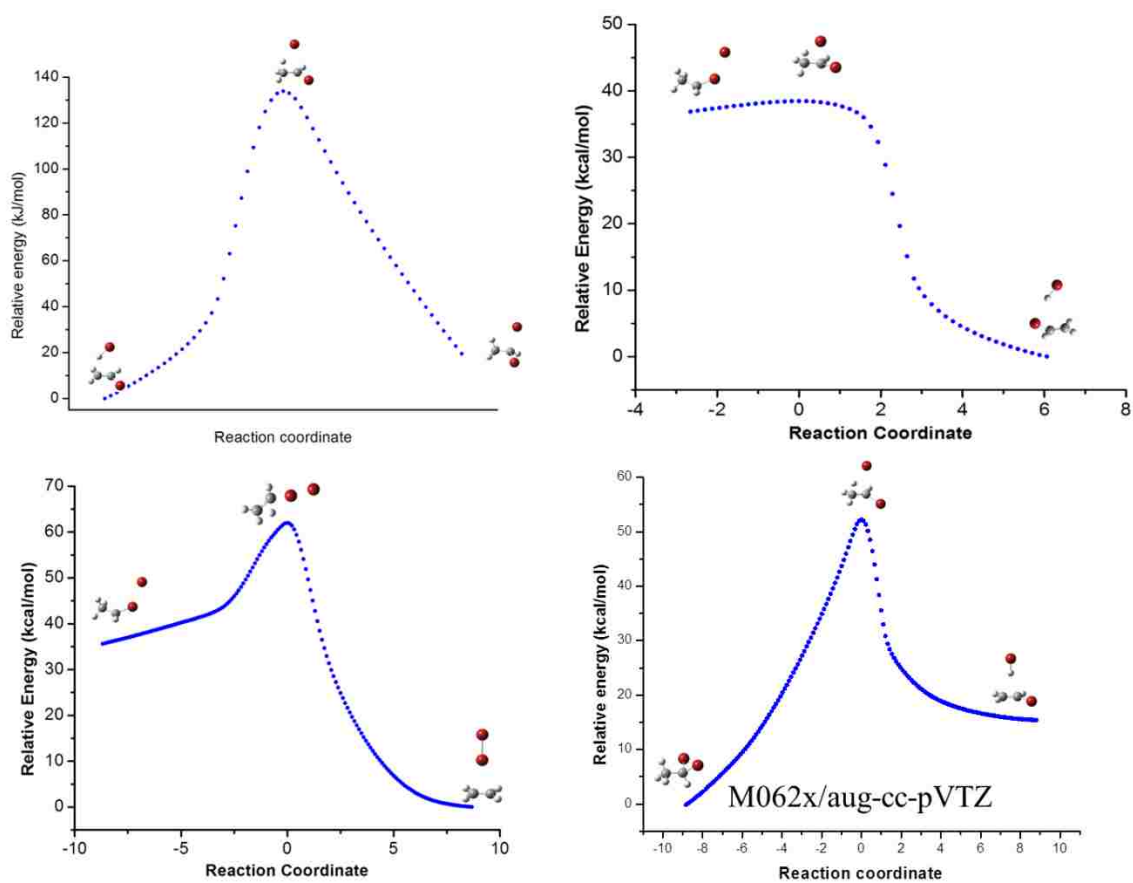 140
120
100
80
60
40
20
0
Relative energy (kJ/mol)
Reaction coordinate
50
40
30
20
10
0
Relative Energy (kcal/mol)
-4 -2 0 2 4 6 8
Reaction Coordinate
70
60
50
40
30
20
10
0
Relative Energy (kcal/mol)
-10 -5 0 5 10
Reaction Coordinate
60
50
40
30
20
10
0
Relative energy (kcal/mol)
M062x/aug-cc-pVTZ
-10 -8 -6 -4 -2 0 2 4 6 8 10
Reaction coordinate